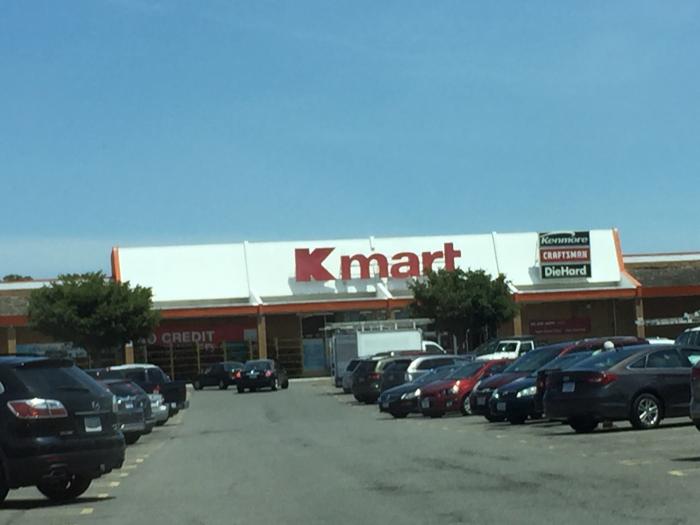 Kmart
Kenmore
CRAFTSMAN
DieHard
CREDIT